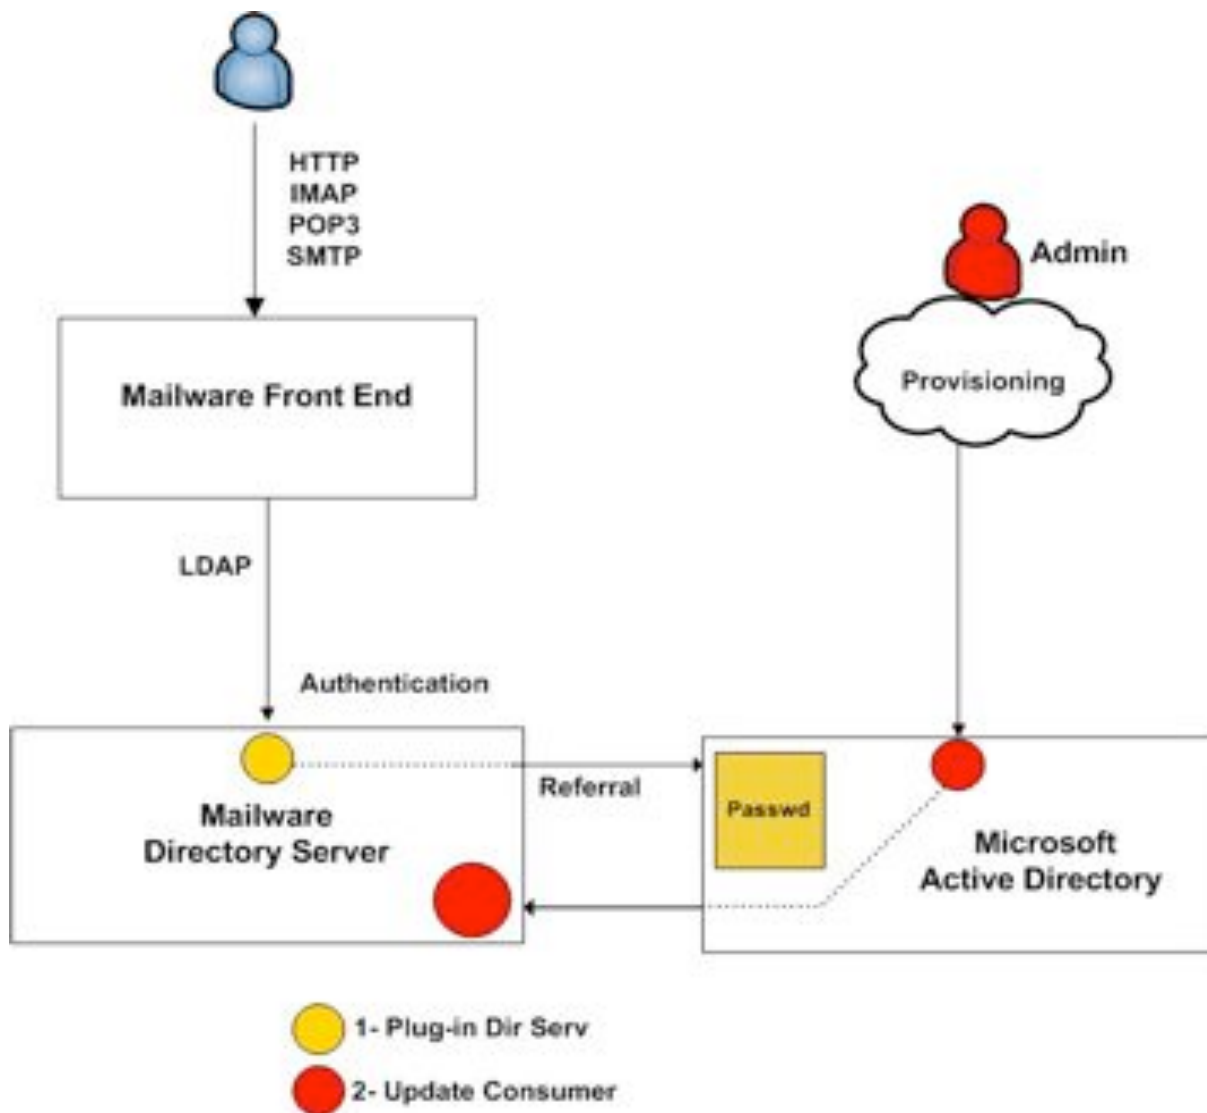 HTTP
IMAP
POP3
SMTP
Admin
Provisioning
Mailware Front End
LDAP
Authentication
Referral
Passwd
Mailware
Directory Server
Microsoft
Active Directory
1- Plug-in Dir Serv
2- Update Consumer